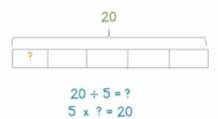 20
?
20 ÷ 5 = ?
5 x ? = 20